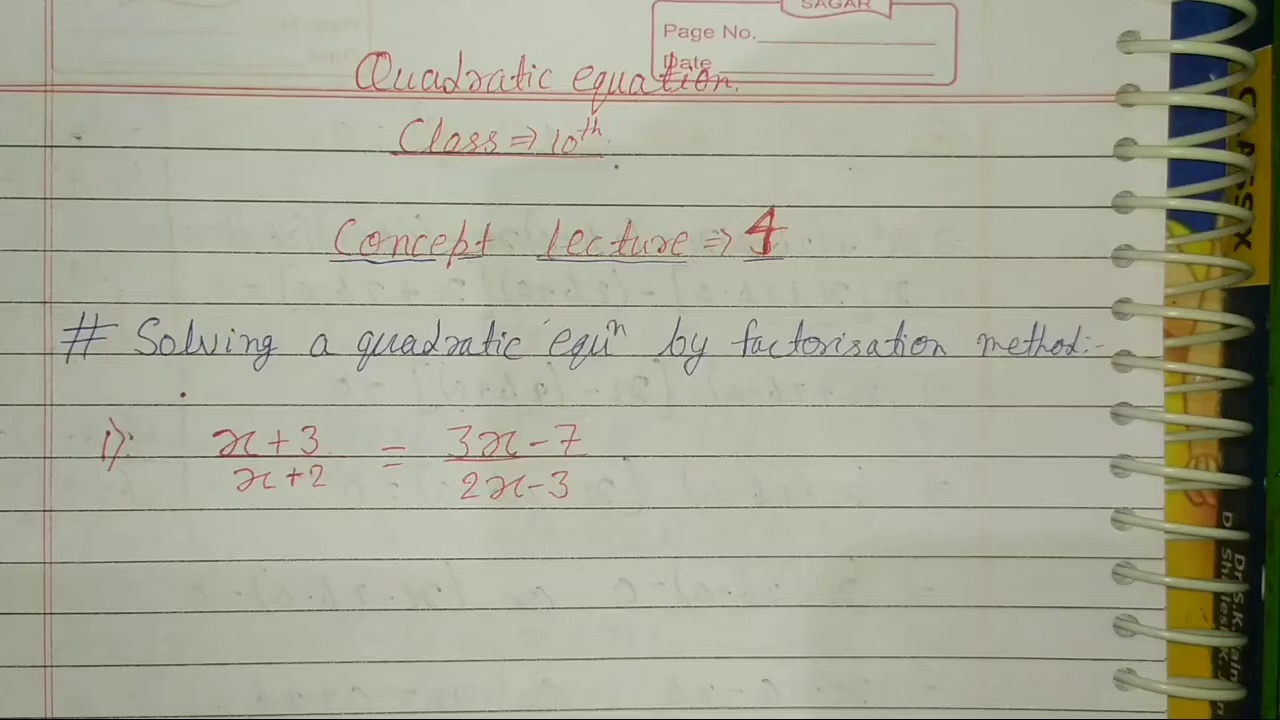 SAGAR
Page No.
Date
Quadratic equation.
Class ⇒ 10th
Concept lecture ⇒ 4
# Solving a quadratic equⁿ by factorisation method:-
i): x+3/x+2 = 3x-7/2x-3